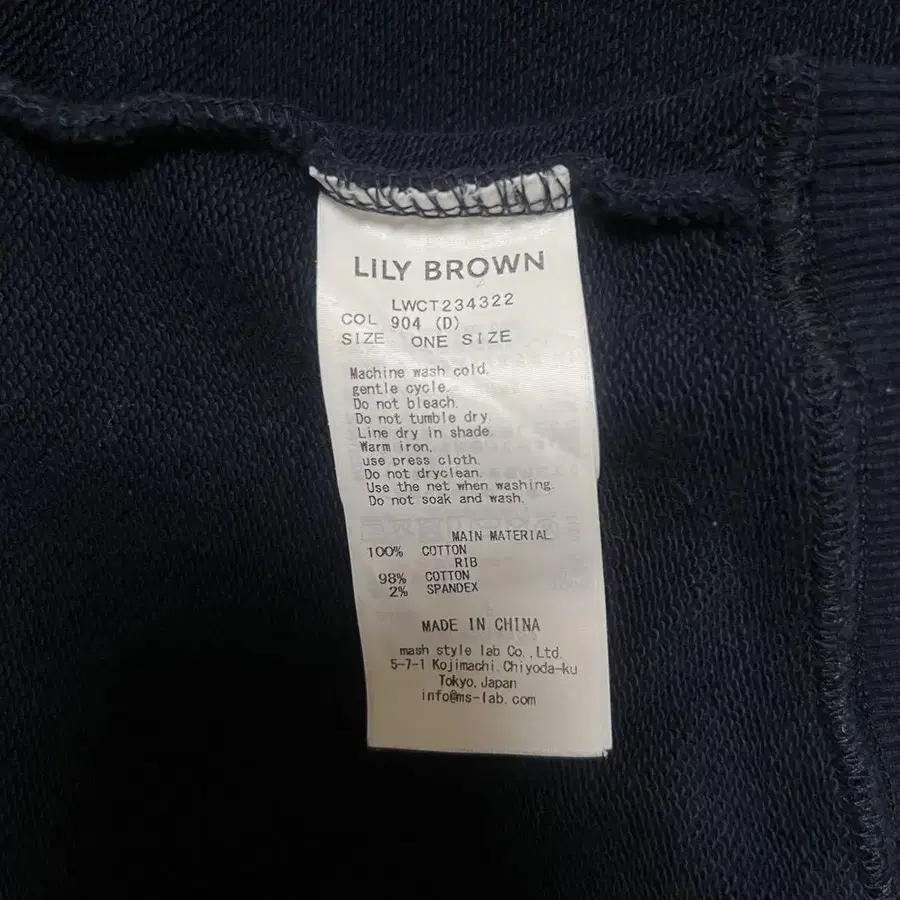 LILY BROWN
LWCT234322
COL 904 (D)
SIZE ONE SIZE
Machine wash cold.
gentle cycle.
Do not bleach.
Do not tumble dry.
Line dry in shade.
Warm iron.
use press cloth.
Do not dryclean.
Use the net when washing.
Do not soak and wash.
MAIN MATERIAL
100% COTTON
RIB
98% COTTON
2% SPANDEX
MADE IN CHINA
mash style lab Co.,Ltd.
5-7-1 Kojimachi.Chiyoda-ku
Tokyo,Japan
info@ms-lab.com